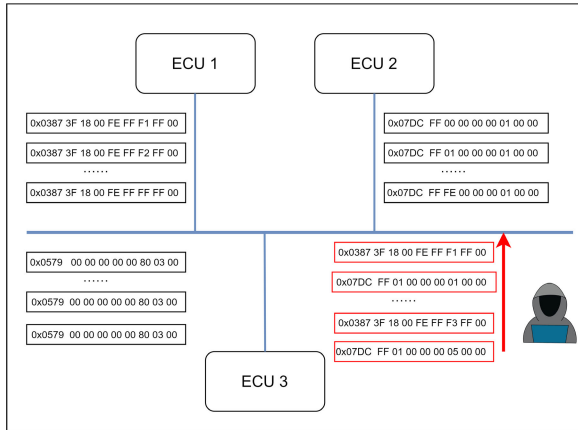 ECU 1
ECU 2
0x0387 3F 18 00 FE FF F1 FF 00
0x0387 3F 18 00 FE FF F2 FF 00
......
0x0387 3F 18 00 FE FF FF FF 00
0x07DC FF 00 00 00 00 01 00 00
0x07DC FF 01 00 00 00 01 00 00
......
0x07DC FF FE 00 00 00 01 00 00
0x0579 00 00 00 00 00 80 03 00
......
0x0579 00 00 00 00 00 80 03 00
0x0579 00 00 00 00 00 80 03 00
0x0387 3F 18 00 FE FF F1 FF 00
0x07DC FF 01 00 00 00 01 00 00
......
0x0387 3F 18 00 FE FF F3 FF 00
0x07DC FF 01 00 00 00 05 00 00
ECU 3